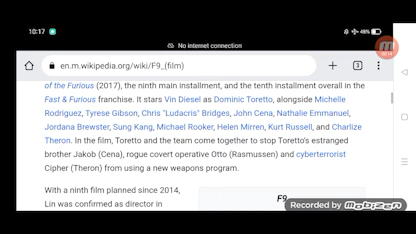 10:17
48%
No internet connection
en.m.wikipedia.org/wiki/F9_(film)
3
of the Furious (2017), the ninth main installment, and the tenth installment overall in the
Fast & Furious franchise. It stars Vin Diesel as Dominic Toretto, alongside Michelle
Rodriguez, Tyrese Gibson, Chris "Ludacris" Bridges, John Cena, Nathalie Emmanuel,
Jordana Brewster, Sung Kang, Michael Rooker, Helen Mirren, Kurt Russell, and Charlize
Theron. In the film, Toretto and the team come together to stop Toretto's estranged
brother Jakob (Cena), rogue covert operative Otto (Rasmussen) and cyberterrorist
Cipher (Theron) from using a new weapons program.
With a ninth film planned since 2014,
Lin was confirmed as director in
F9
Recorded by mobizen